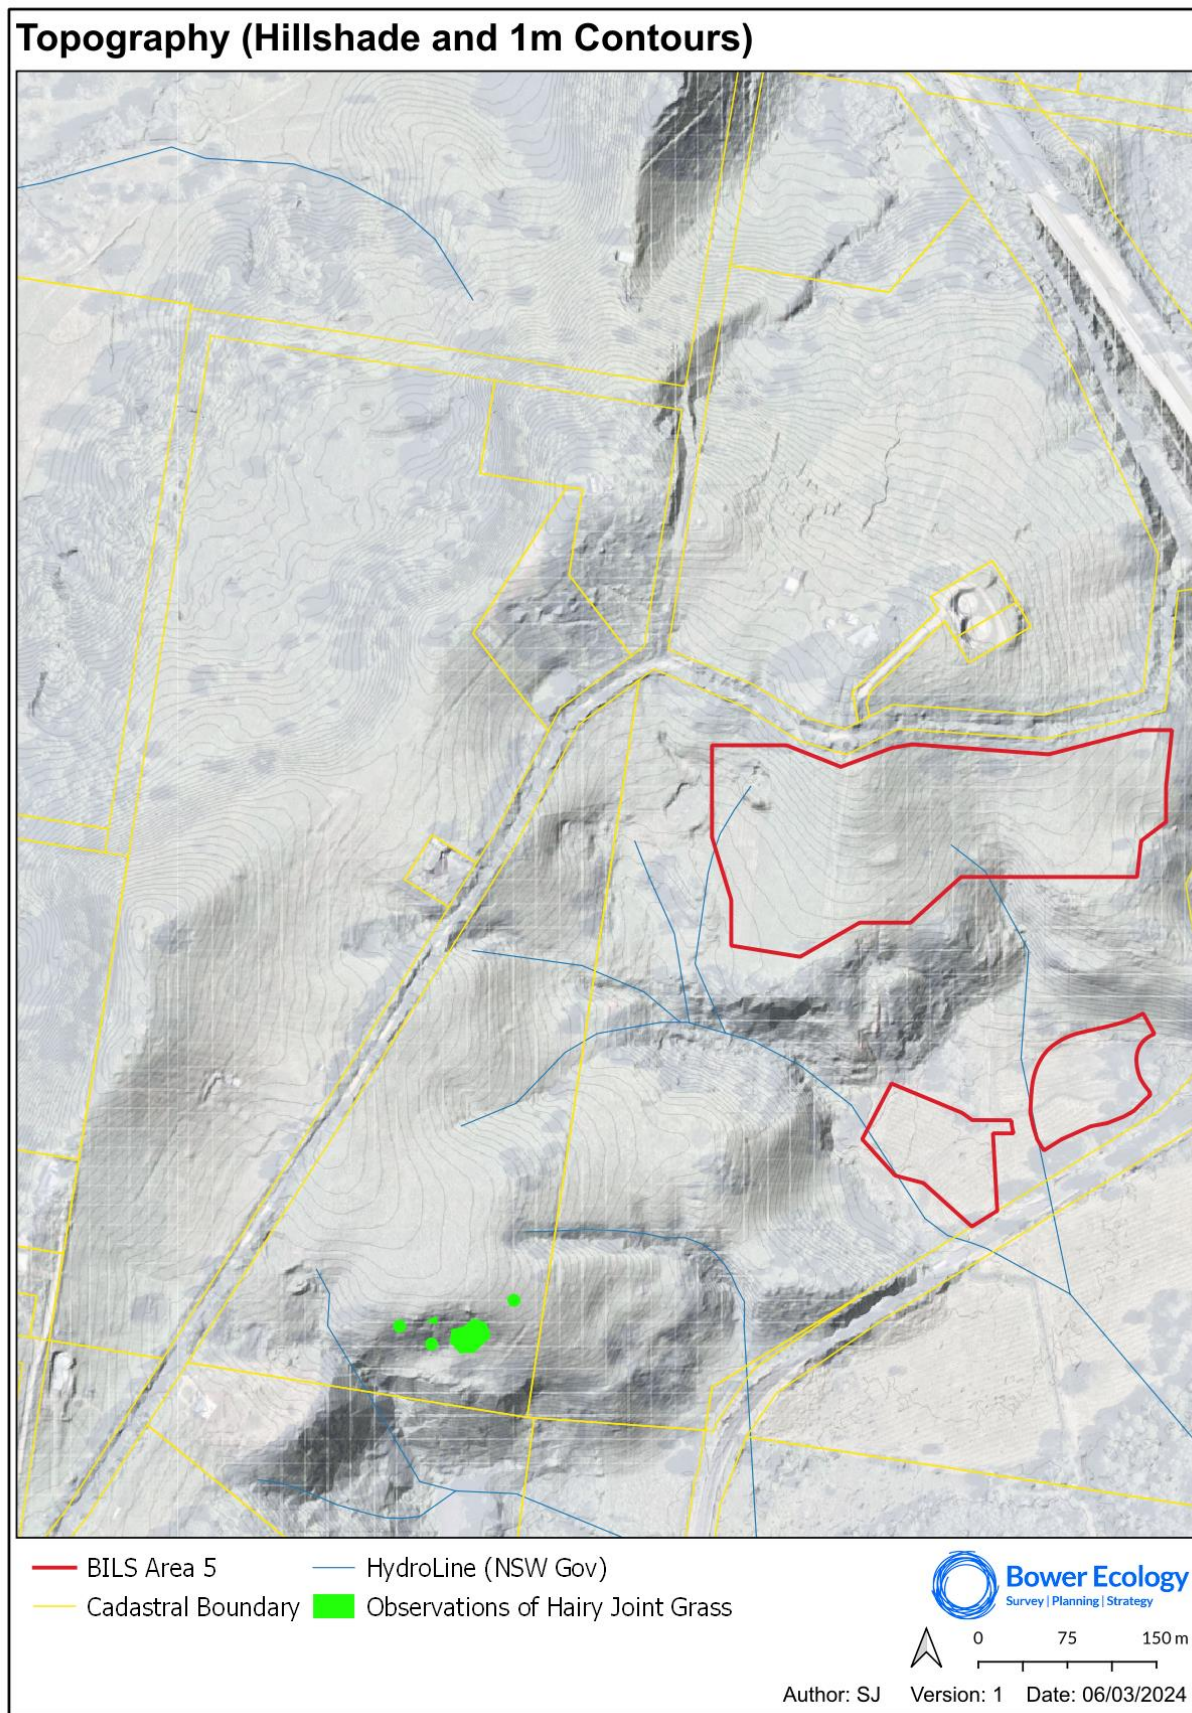 Topography (Hillshade and 1m Contours)
BILS Area 5
HydroLine (NSW Gov)
Cadastral Boundary
Observations of Hairy Joint Grass
Bower Ecology
Survey | Planning | Strategy
0 75 150 m
Author: SJ Version: 1 Date: 06/03/2024